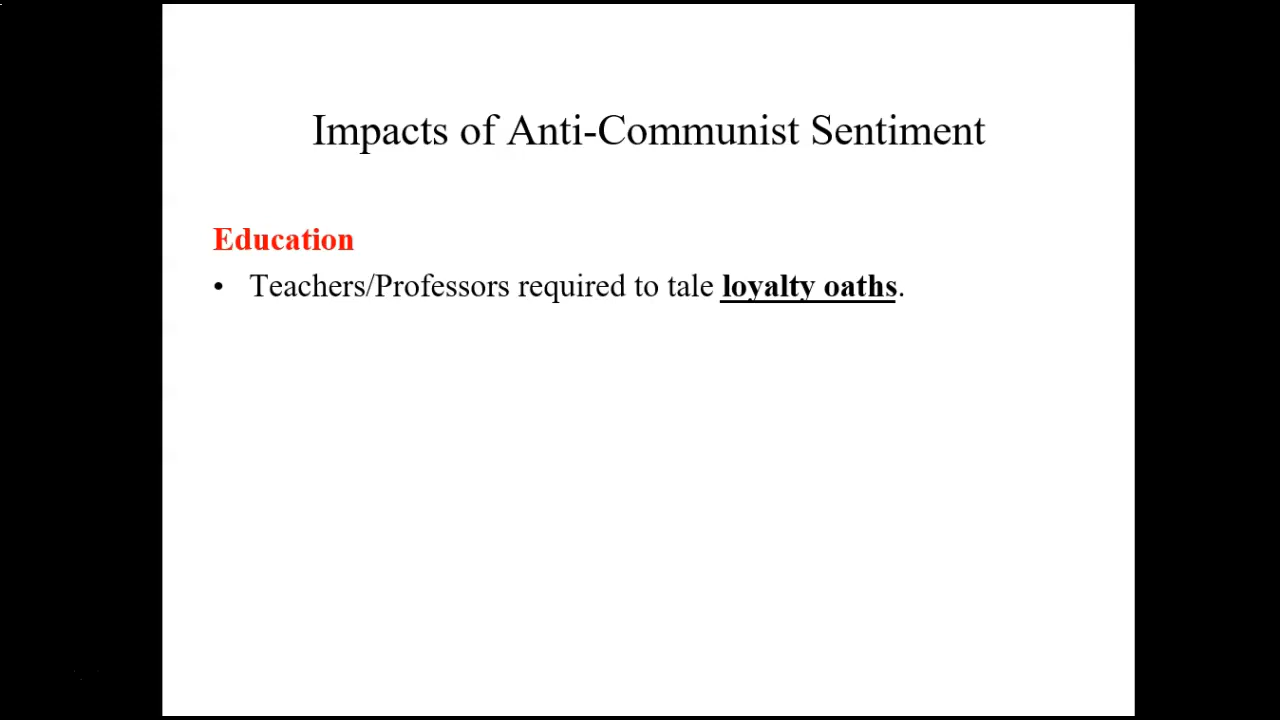 Impacts of Anti-Communist Sentiment
Education
• Teachers/Professors required to tale loyalty oaths.